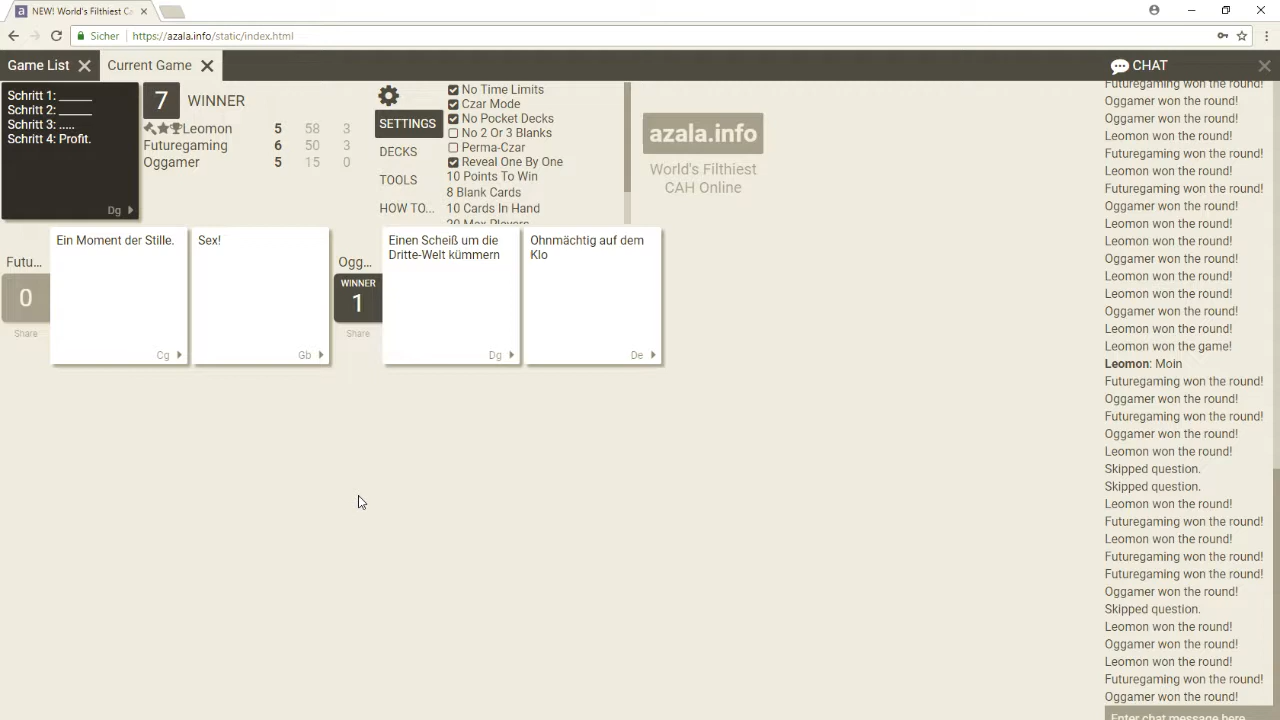 NEW! World's Filthiest C
Sicher
https://azala.info/static/index.html
Game List
Current Game
CHAT
Schritt 1: ______
Schritt 2: ______
Schritt 3: .....
Schritt 4: Profit.
Dg
7
WINNER
Leomon 5 58 3
Futuregaming 6 50 3
Oggamer 5 15 0
SETTINGS
DECKS
TOOLS
HOW TO...
No Time Limits
Czar Mode
No Pocket Decks
No 2 Or 3 Blanks
Perma-Czar
Reveal One By One
10 Points To Win
8 Blank Cards
10 Cards In Hand
20 Max Players
azala.info
World's Filthiest
CAH Online
Futu...
0
Share
Ein Moment der Stille.
Cg
Sex!
Gb
Ogg...
WINNER
1
Share
Einen Scheiß um die
Dritte-Welt kümmern
Dg
Ohnmächtig auf dem
Klo
De
Futuregaming won the round!
Oggamer won the round!
Oggamer won the round!
Leomon won the round!
Futuregaming won the round!
Leomon won the round!
Futuregaming won the round!
Oggamer won the round!
Leomon won the round!
Leomon won the round!
Oggamer won the round!
Leomon won the round!
Leomon won the round!
Oggamer won the round!
Leomon won the round!
Leomon won the game!
Leomon: Moin
Futuregaming won the round!
Oggamer won the round!
Futuregaming won the round!
Oggamer won the round!
Leomon won the round!
Skipped question.
Skipped question.
Leomon won the round!
Futuregaming won the round!
Leomon won the round!
Futuregaming won the round!
Futuregaming won the round!
Oggamer won the round!
Skipped question.
Leomon won the round!
Oggamer won the round!
Leomon won the round!
Futuregaming won the round!
Oggamer won the round!
Enter chat message here